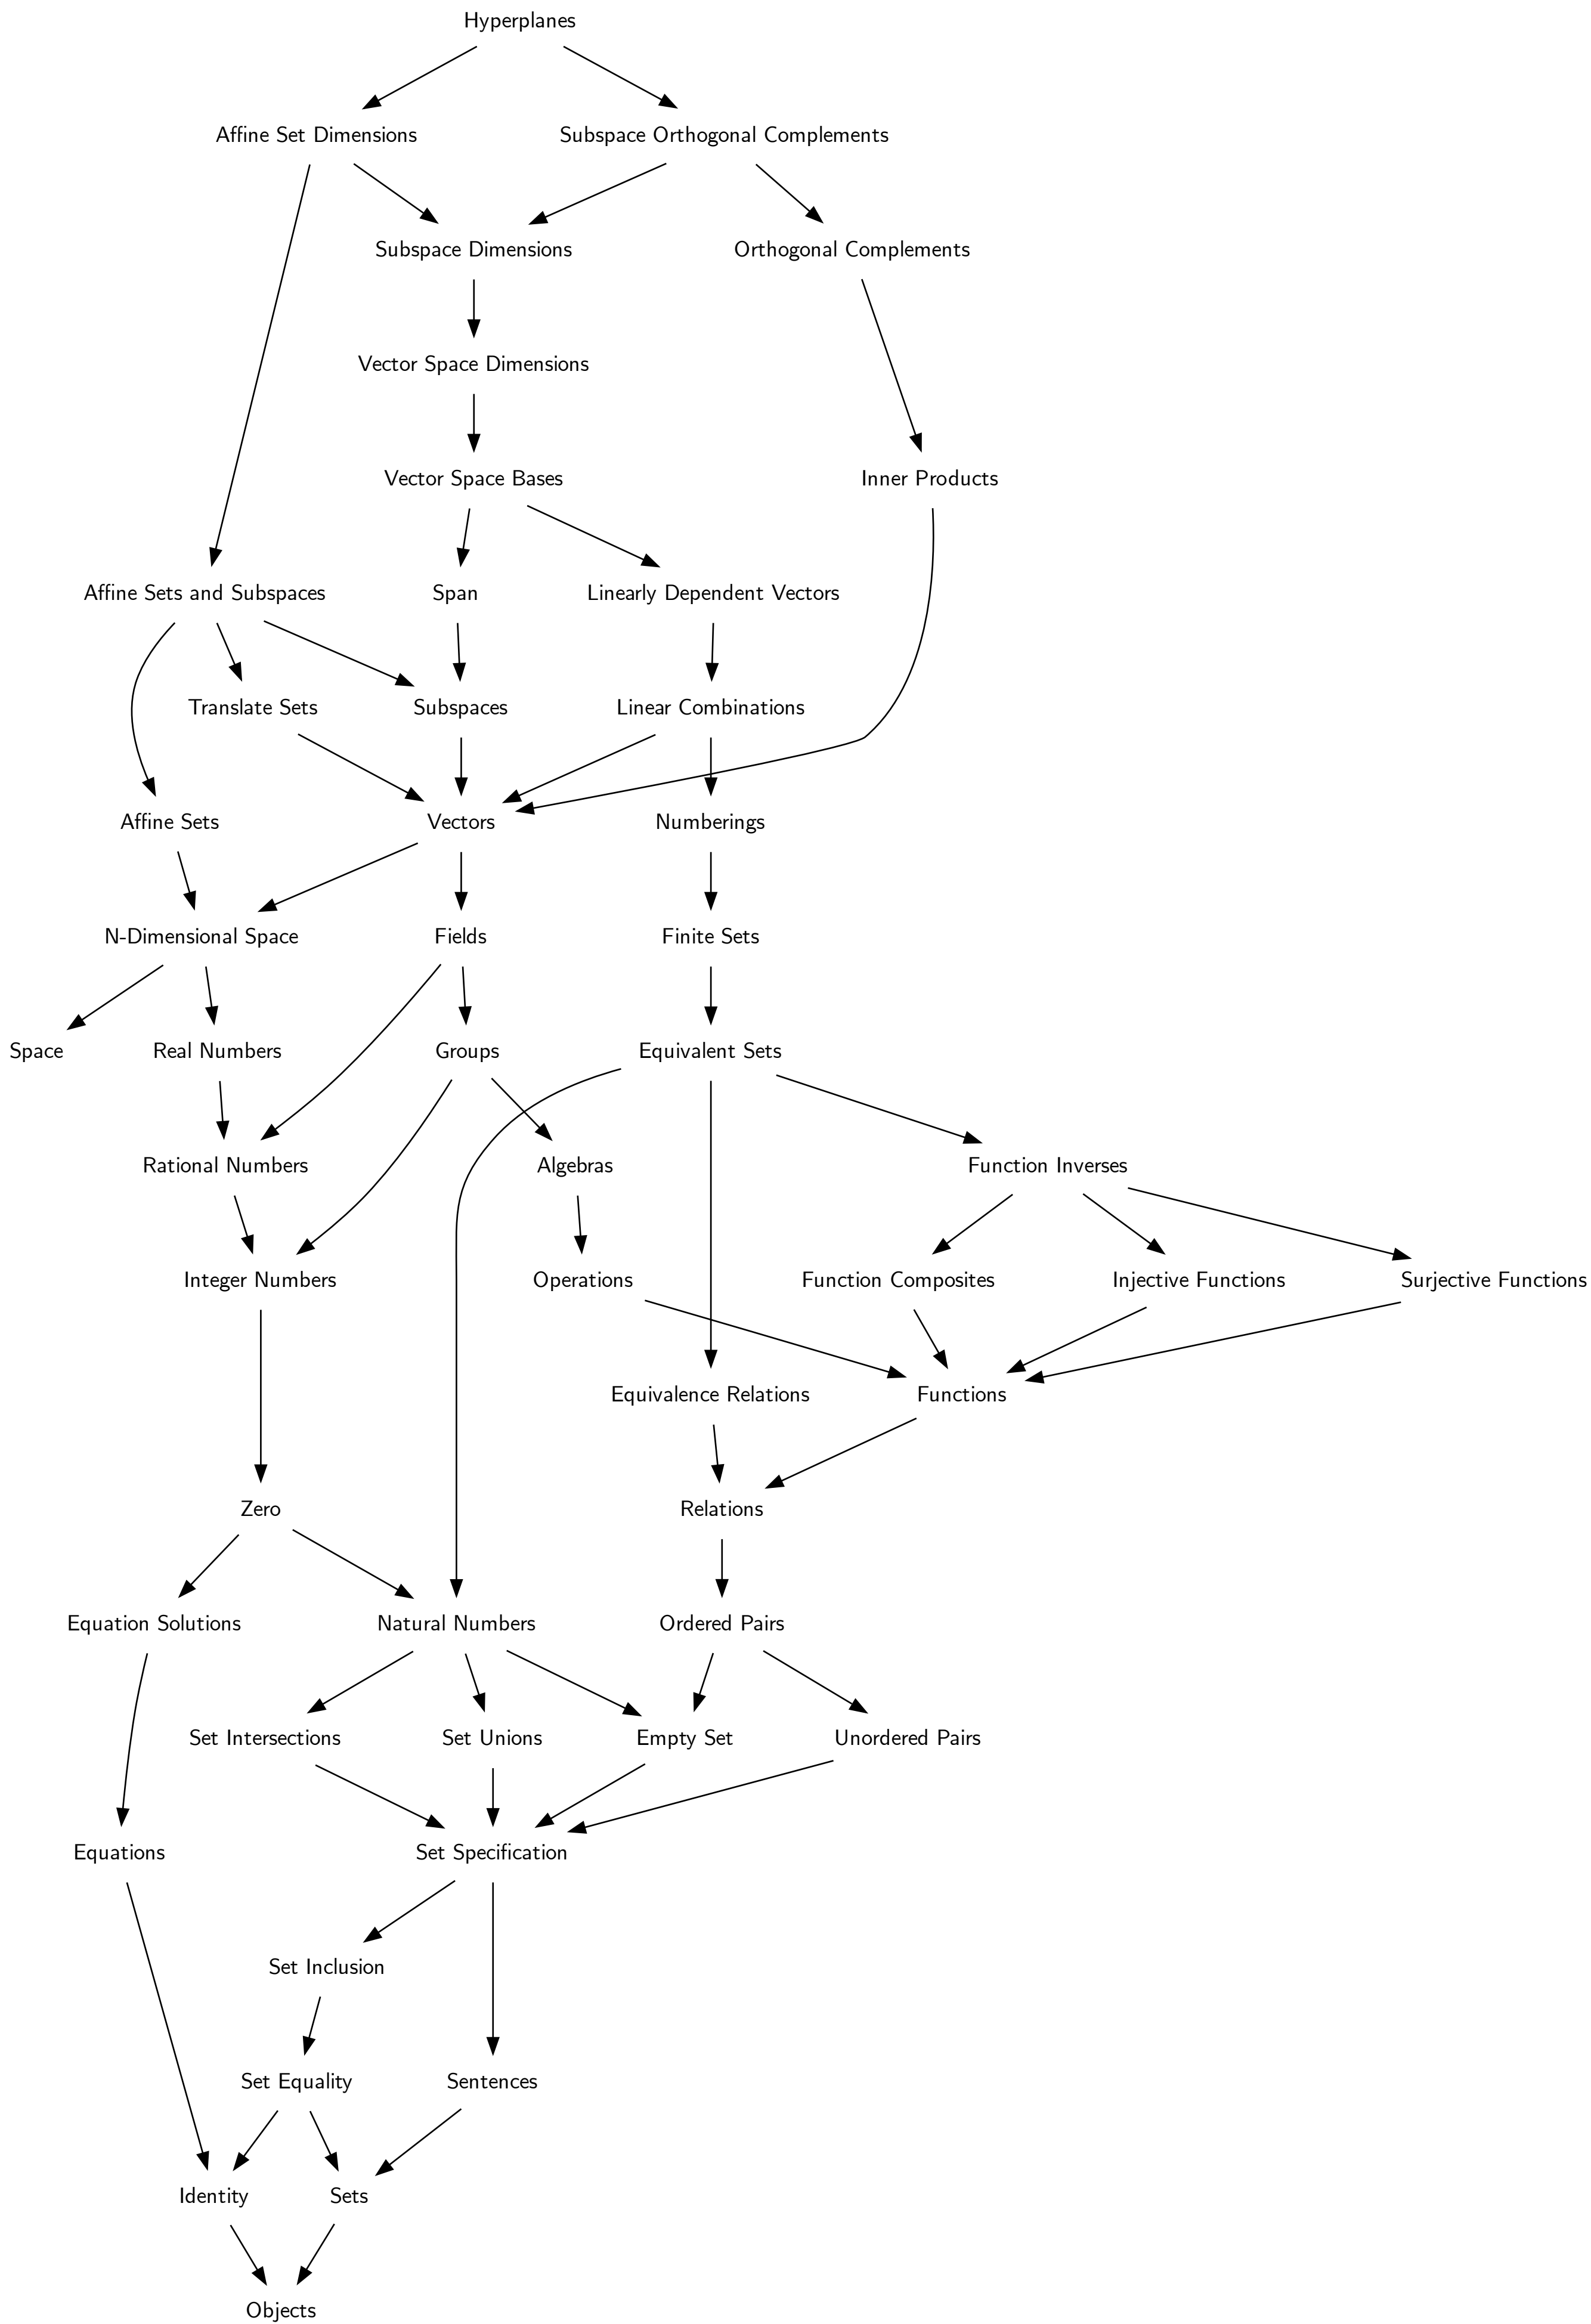 Hyperplanes
Affine Set Dimensions
Subspace Orthogonal Complements
Subspace Dimensions
Orthogonal Complements
Vector Space Dimensions
Vector Space Bases
Inner Products
Affine Sets and Subspaces
Span
Linearly Dependent Vectors
Translate Sets
Subspaces
Linear Combinations
Affine Sets
Vectors
Numberings
N-Dimensional Space
Fields
Finite Sets
Space
Real Numbers
Groups
Equivalent Sets
Rational Numbers
Algebras
Function Inverses
Integer Numbers
Operations
Function Composites
Injective Functions
Surjective Functions
Equivalence Relations
Functions
Zero
Relations
Equation Solutions
Natural Numbers
Ordered Pairs
Set Intersections
Set Unions
Empty Set
Unordered Pairs
Equations
Set Specification
Set Inclusion
Set Equality
Sentences
Identity
Sets
Objects